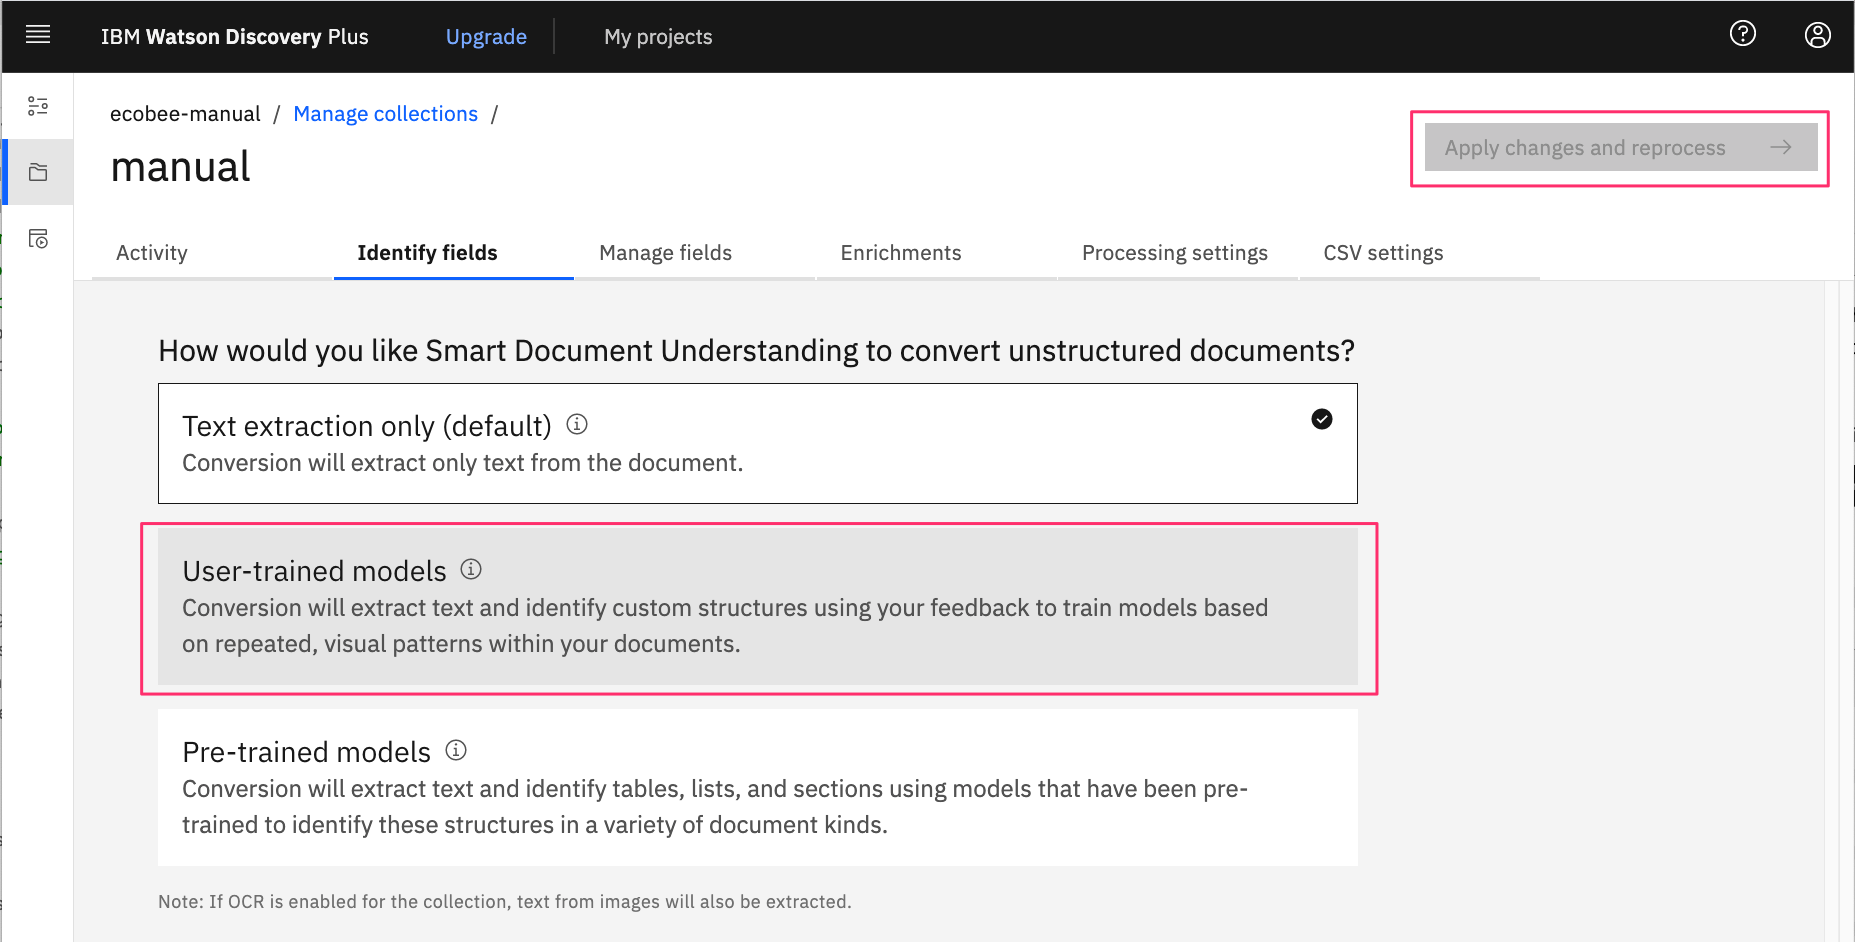 IBM Watson Discovery Plus
Upgrade
My projects
ecobee-manual / Manage collections /
manual
Apply changes and reprocess
Activity
Identify fields
Manage fields
Enrichments
Processing settings
CSV settings
How would you like Smart Document Understanding to convert unstructured documents?
Text extraction only (default)
Conversion will extract only text from the document.
User-trained models
Conversion will extract text and identify custom structures using your feedback to train models based
on repeated, visual patterns within your documents.
Pre-trained models
Conversion will extract text and identify tables, lists, and sections using models that have been pre-
trained to identify these structures in a variety of document kinds.
Note: If OCR is enabled for the collection, text from images will also be extracted.